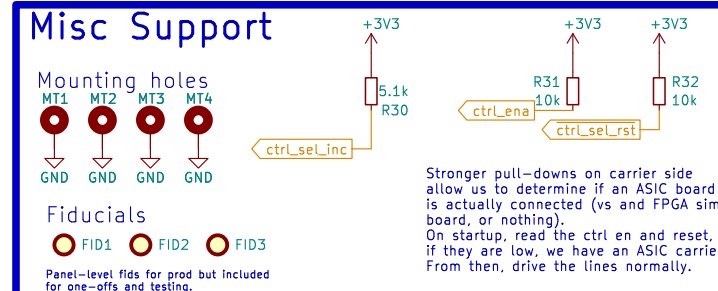 Misc Support
+3V3
+3V3
+3V3
Mounting holes
MT1 MT2 MT3 MT4
5.1k
R30
R31
10k
R32
10k
ctrl_ena
ctrl_sel_rst
ctrl_sel_inc
GND GND GND GND
Fiducials
FID1 FID2 FID3
Panel-level fids for prod but included
for one-offs and testing.
Stronger pull-downs on carrier side
allow us to determine if an ASIC board
is actually connected (vs and FPGA sim
board, or nothing).
On startup, read the ctrl en and reset,
if they are low, we have an ASIC carrie
From then, drive the lines normally.